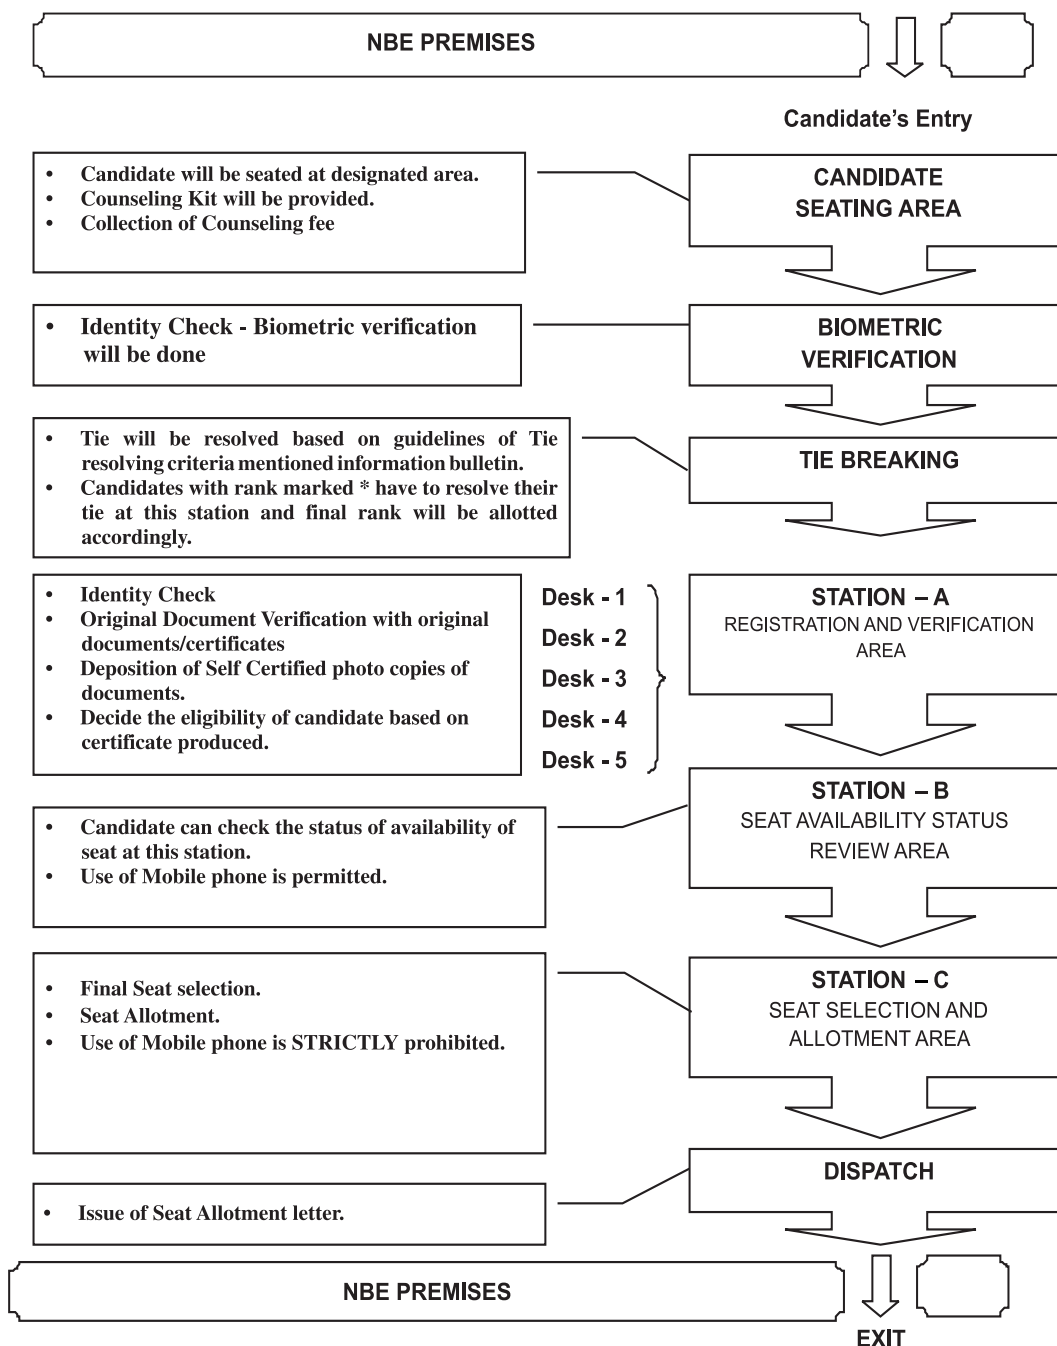 NBE PREMISES
Candidate's Entry
• Candidate will be seated at designated area.
• Counseling Kit will be provided.
• Collection of Counseling fee
CANDIDATE
SEATING AREA
• Identity Check - Biometric verification
will be done
BIOMETRIC
VERIFICATION
• Tie will be resolved based on guidelines of Tie
resolving criteria mentioned information bulletin.
• Candidates with rank marked * have to resolve their
tie at this station and final rank will be allotted
accordingly.
TIE BREAKING
• Identity Check
• Original Document Verification with original
documents/certificates
• Deposition of Self Certified photo copies of
documents.
• Decide the eligibility of candidate based on
certificate produced.
Desk - 1
Desk - 2
Desk - 3
Desk - 4
Desk - 5
STATION – A
REGISTRATION AND VERIFICATION
AREA
• Candidate can check the status of availability of
seat at this station.
• Use of Mobile phone is permitted.
STATION – B
SEAT AVAILABILITY STATUS
REVIEW AREA
• Final Seat selection.
• Seat Allotment.
• Use of Mobile phone is STRICTLY prohibited.
STATION – C
SEAT SELECTION AND
ALLOTMENT AREA
• Issue of Seat Allotment letter.
DISPATCH
NBE PREMISES
EXIT